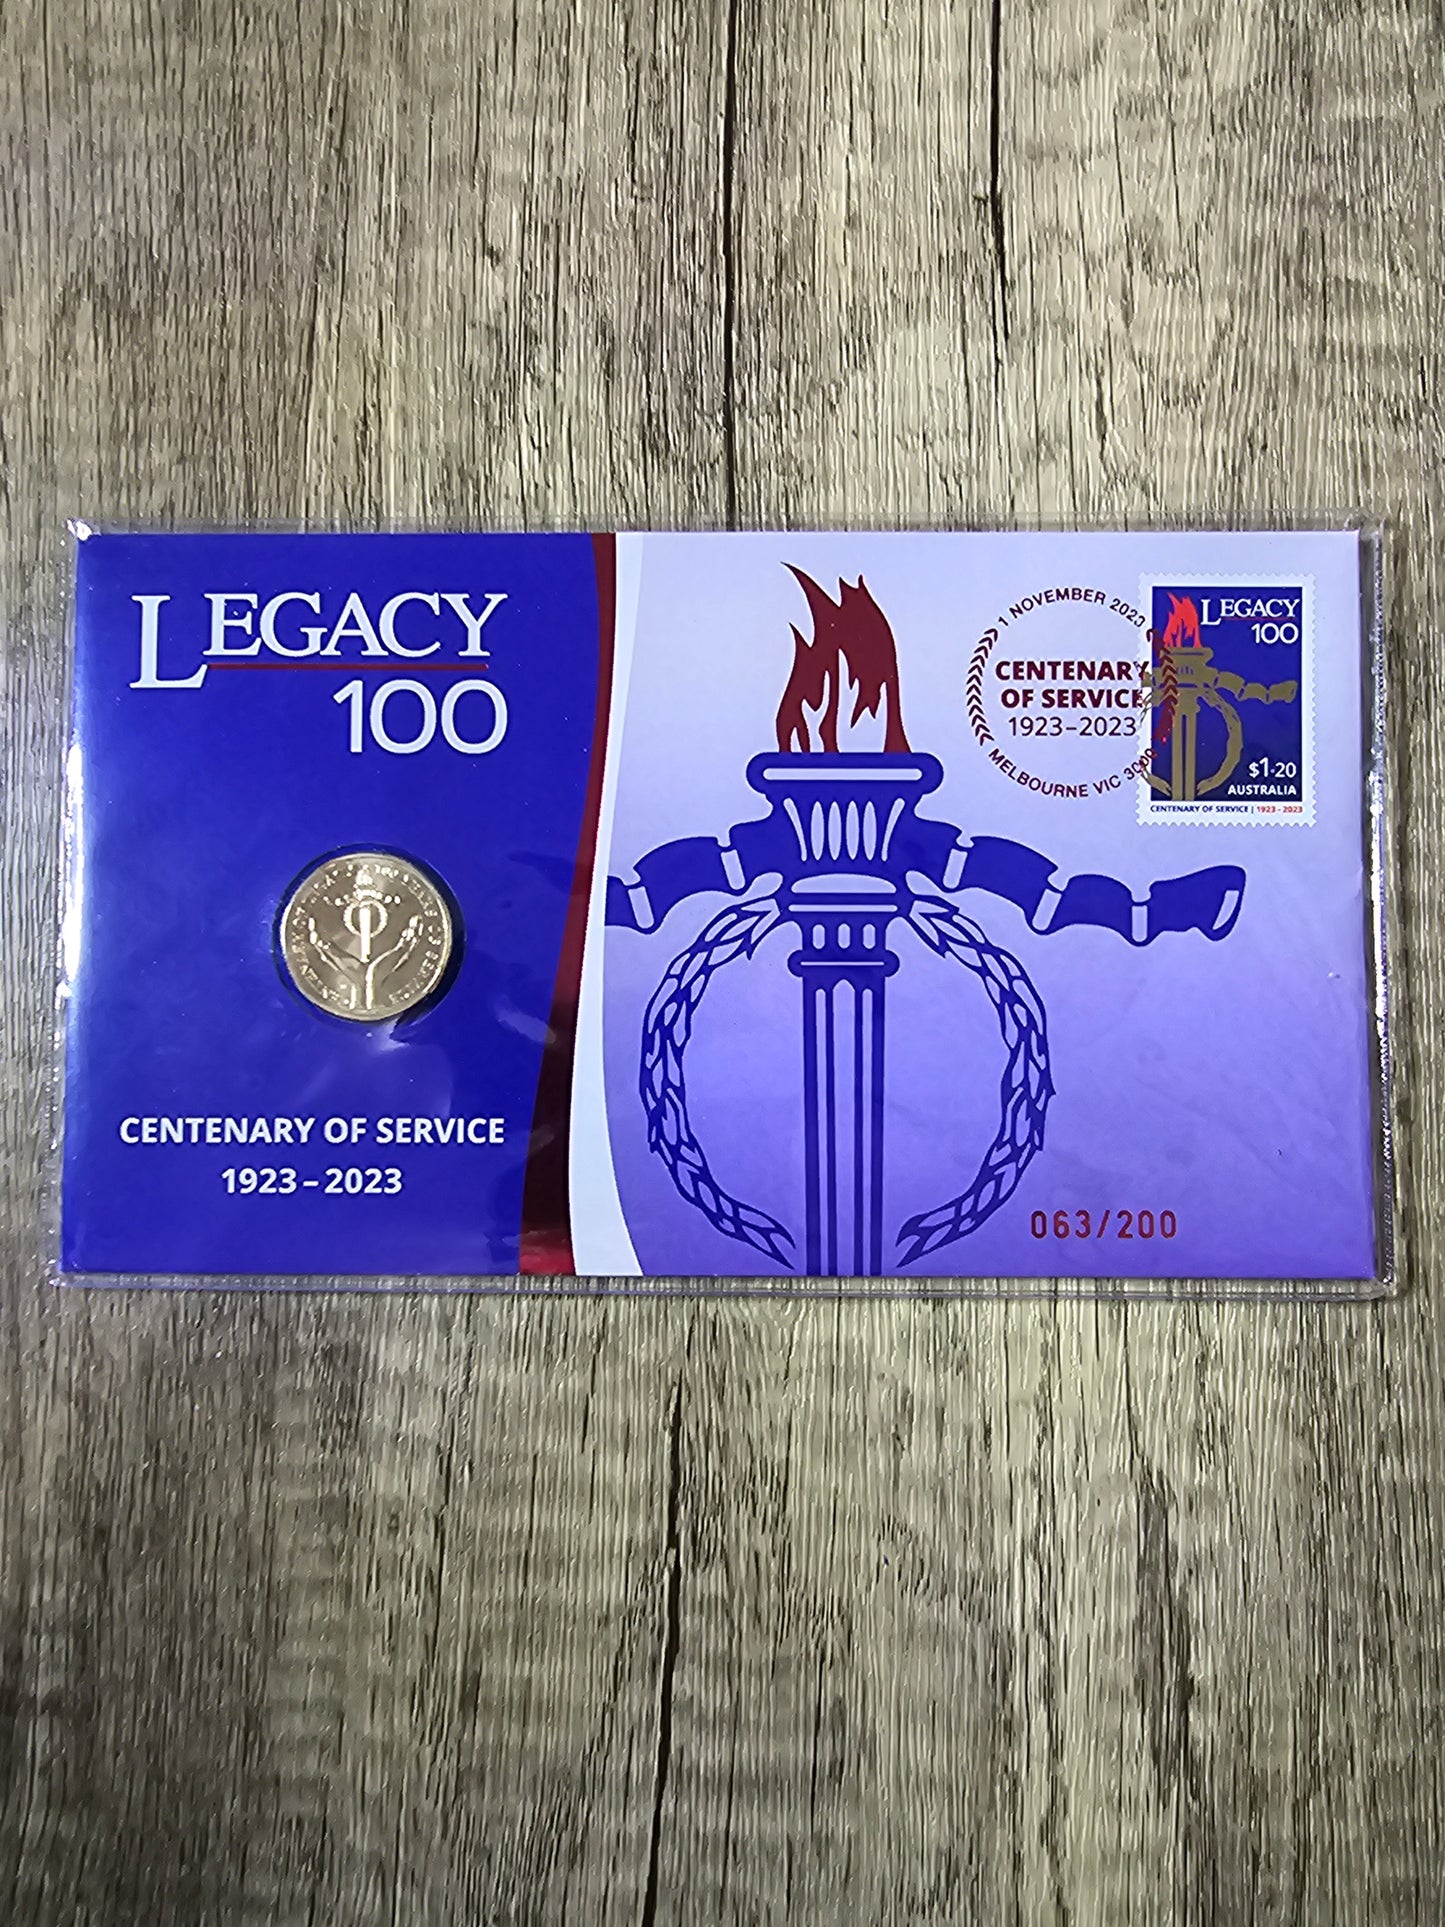 LEGACY
100
CENTENARY OF SERVICE
1923–2023
1 NOVEMBER 2023
CENTENARY
OF SERVICE
1923–2023
MELBOURNE VIC 3000
LEGACY
100
$1.20
AUSTRALIA
CENTENARY OF SERVICE | 1923-2023
063/200